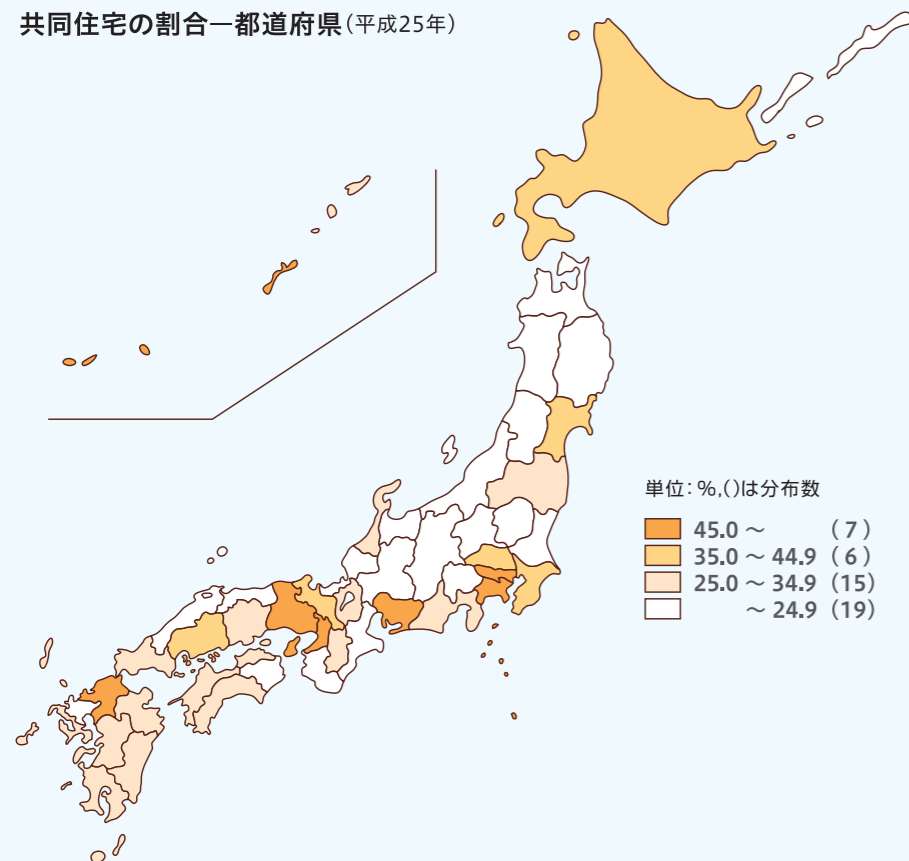 共同住宅の割合―都道府県(平成25年)
単位:%,()は分布数
45.0 ~ (7)
35.0 ~ 44.9 (6)
25.0 ~ 34.9 (15)
~ 24.9 (19)